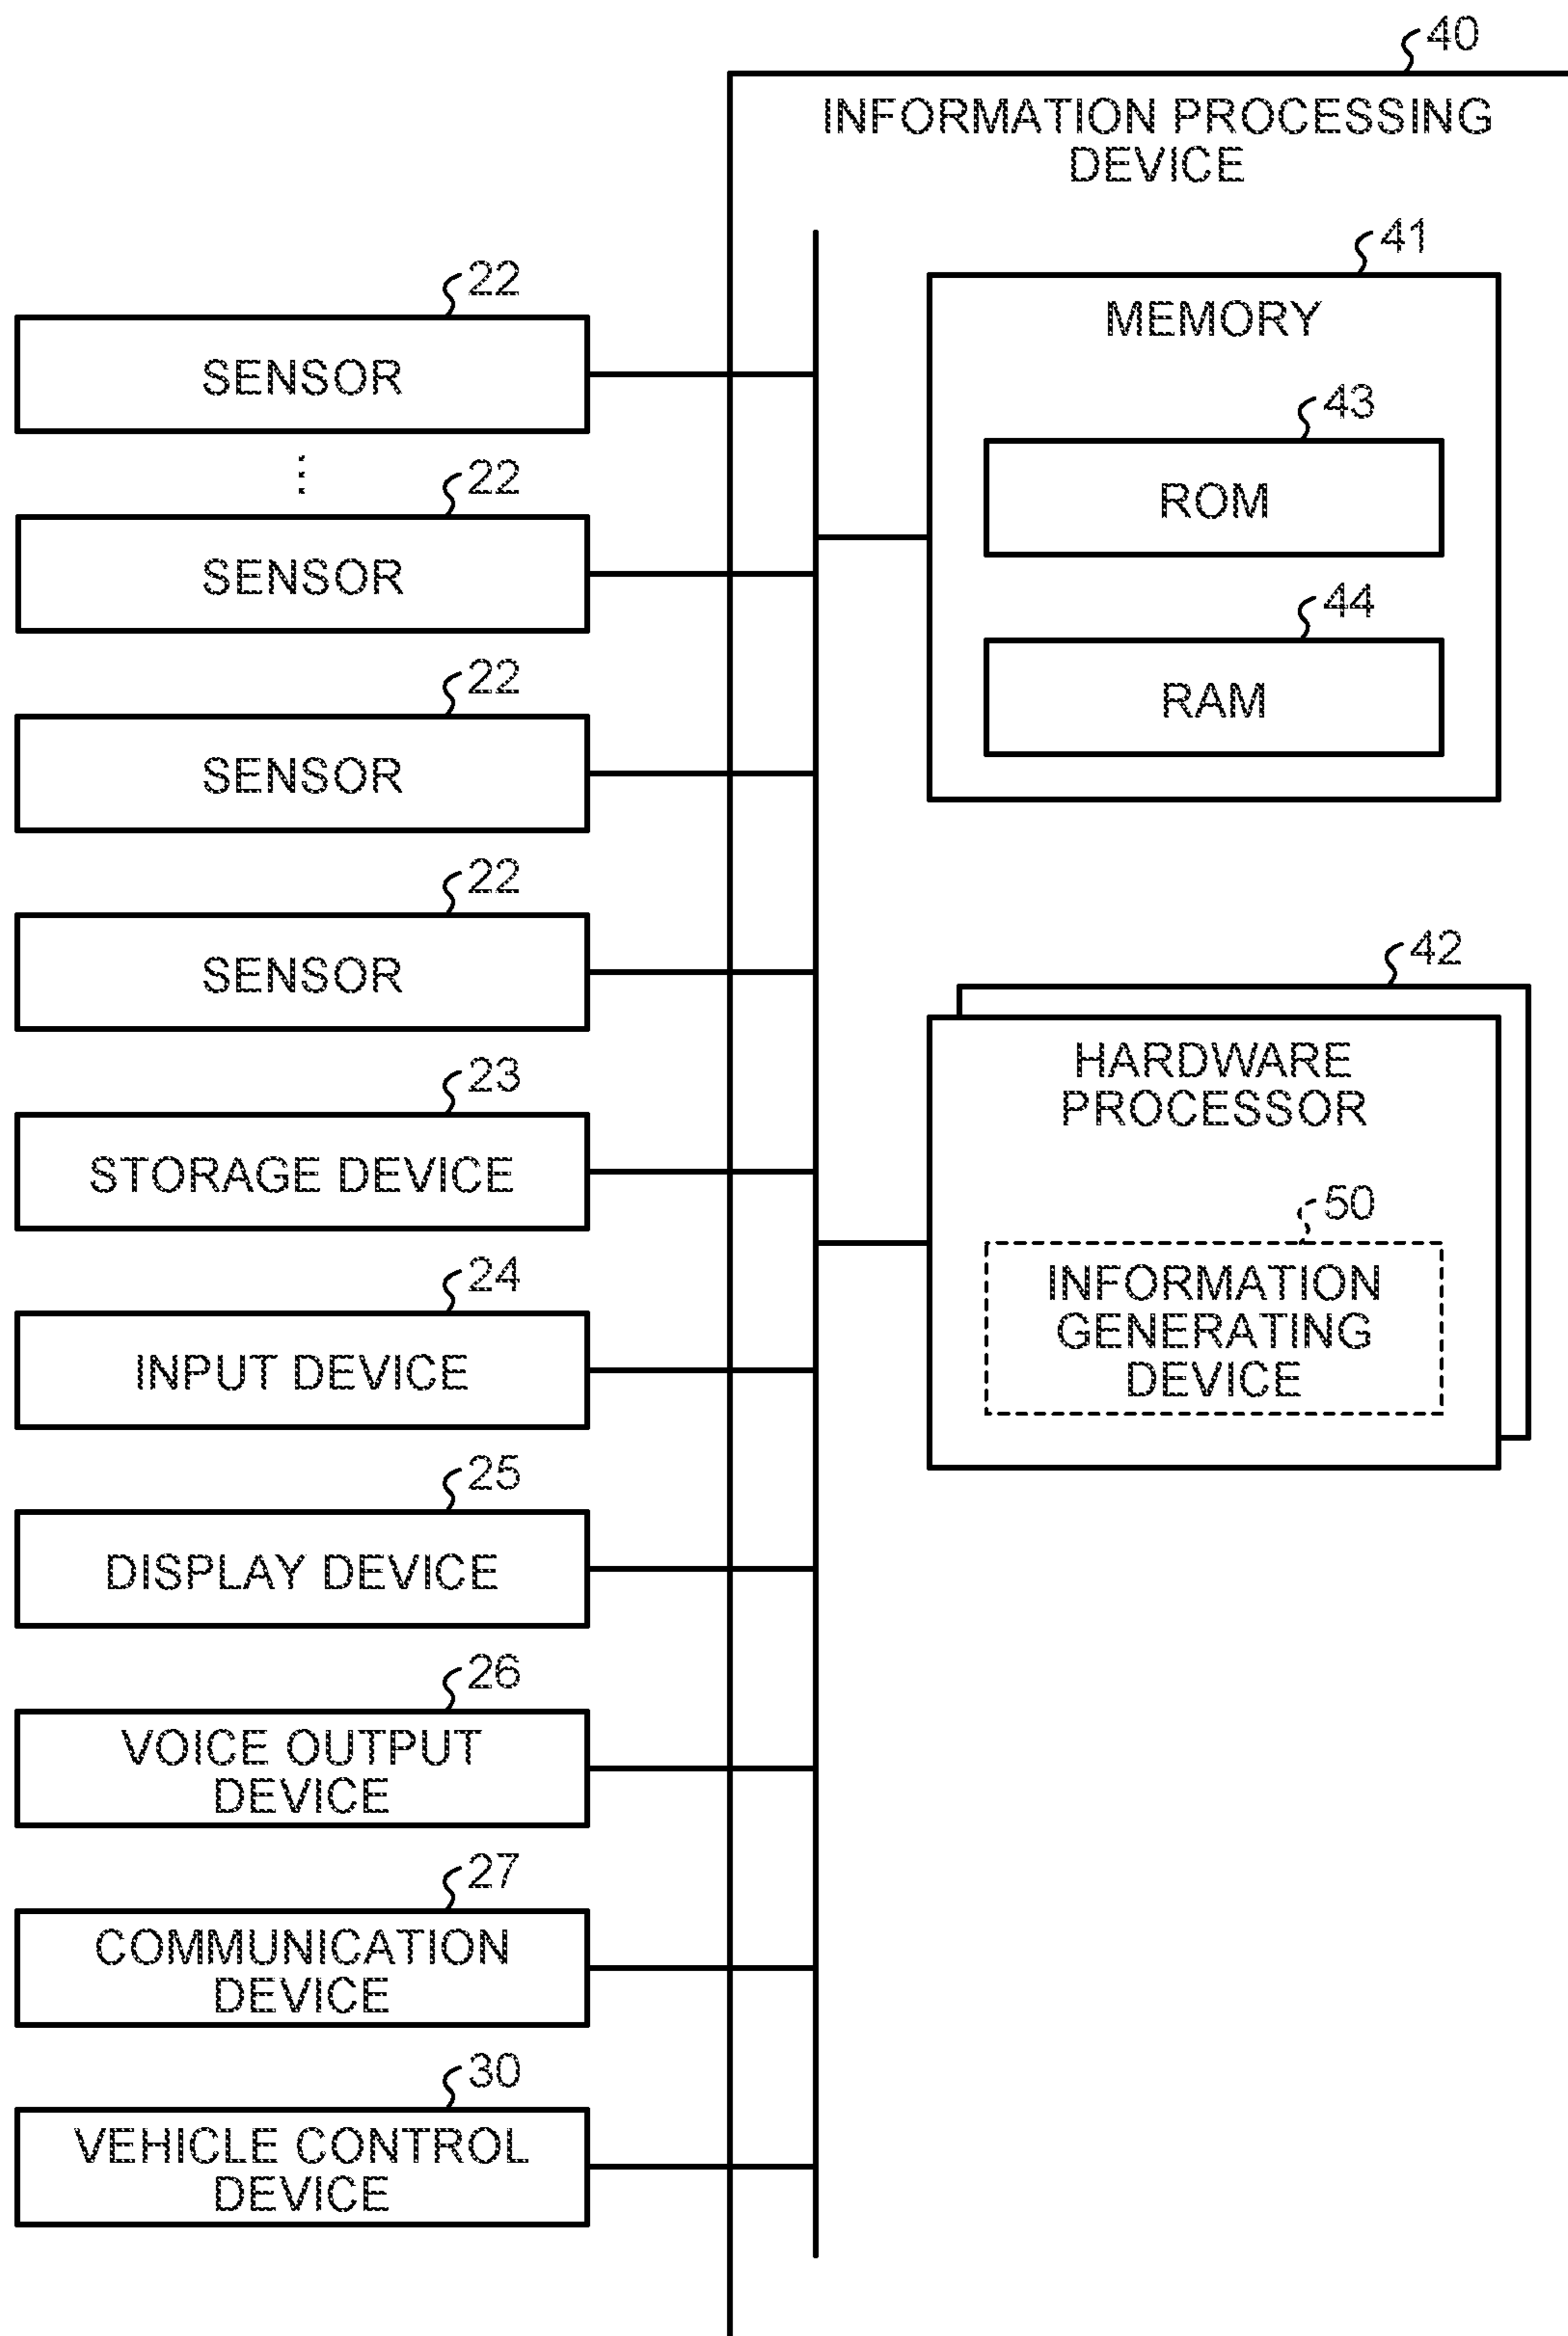 40
INFORMATION PROCESSING
DEVICE
41
MEMORY
43
ROM
44
RAM
42
HARDWARE
PROCESSOR
50
INFORMATION
GENERATING
DEVICE
22
SENSOR
22
SENSOR
22
SENSOR
22
SENSOR
23
STORAGE DEVICE
24
INPUT DEVICE
25
DISPLAY DEVICE
26
VOICE OUTPUT
DEVICE
27
COMMUNICATION
DEVICE
30
VEHICLE CONTROL
DEVICE